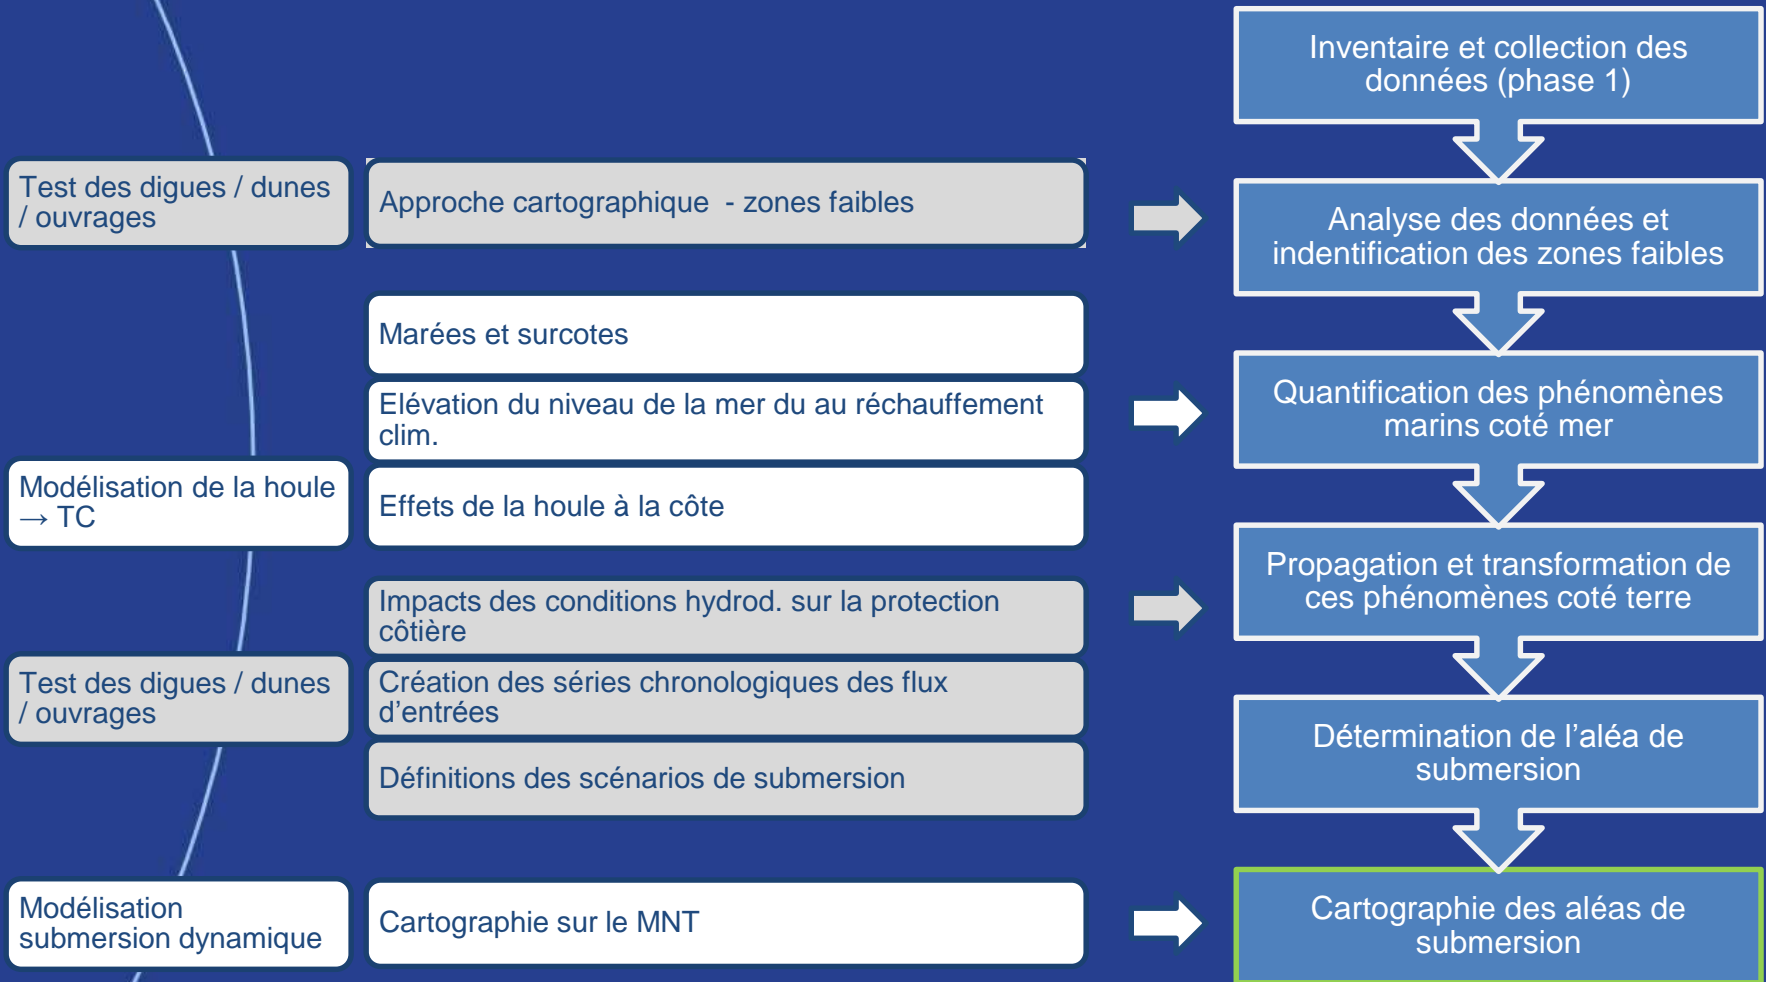 Inventaire et collection des
données (phase 1)
Test des digues / dunes
/ ouvrages
Approche cartographique - zones faibles
Analyse des données et
indentification des zones faibles
Marées et surcotes
Elévation du niveau de la mer du au réchauffement
clim.
Quantification des phénomènes
marins coté mer
Modélisation de la houle
→ TC
Effets de la houle à la côte
Impacts des conditions hydrod. sur la protection
côtière
Propagation et transformation de
ces phénomènes coté terre
Test des digues / dunes
/ ouvrages
Création des séries chronologiques des flux
d'entrées
Définitions des scénarios de submersion
Détermination de l'aléa de
submersion
Modélisation
submersion dynamique
Cartographie sur le MNT
Cartographie des aléas de
submersion